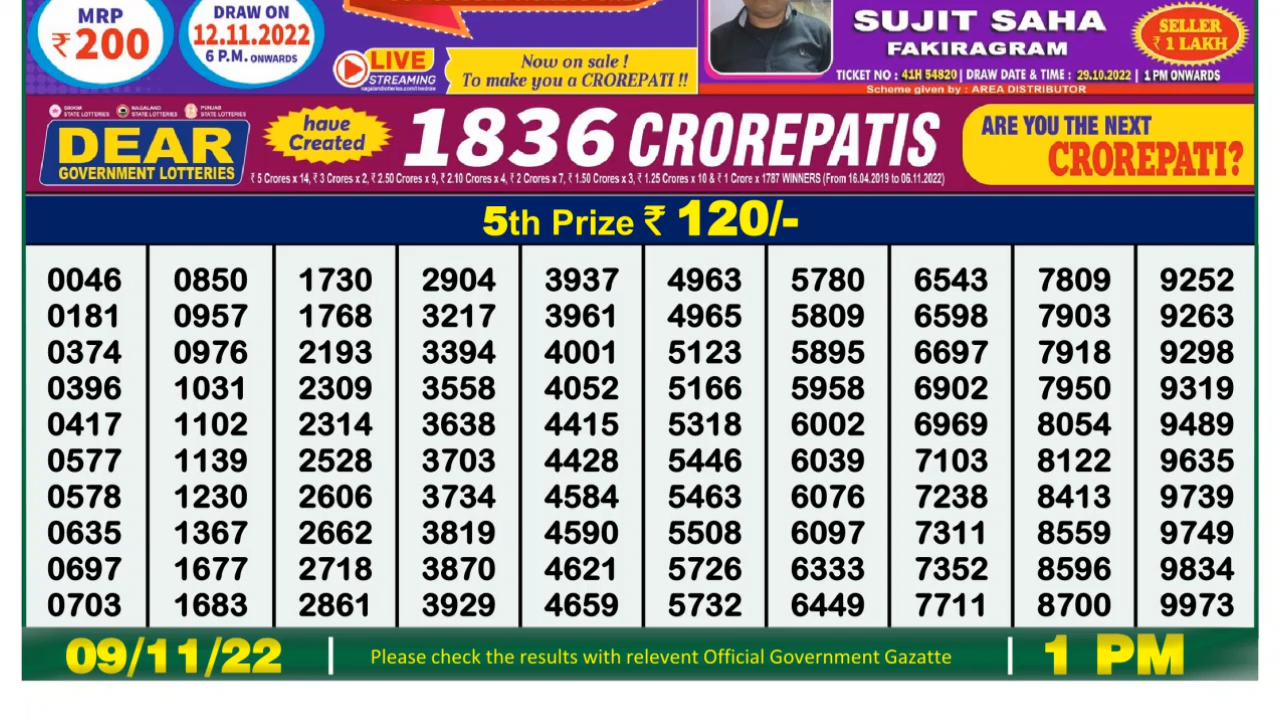 MRP
₹200
DRAW ON
12.11.2022
6 P.M. ONWARDS
LIVE
STREAMING
nagalandlotteries.com/livedraw
Now on sale !
To make you a CROREPATI !!
SUJIT SAHA
FAKIRAGRAM
SELLER
₹ 1 LAKH
TICKET NO : 41H 54820 | DRAW DATE & TIME : 29.10.2022 | 1 PM ONWARDS
Scheme given by : AREA DISTRIBUTOR
SIKKIM STATE LOTTERIES NAGALAND STATE LOTTERIES PUNJAB STATE LOTTERIES
DEAR
GOVERNMENT LOTTERIES
have
Created
1836 CROREPATIS
₹ 5 Crores x 14, ₹ 3 Crores x 2, ₹ 2.50 Crores x 9, ₹ 2.10 Crores x 4, ₹ 2 Crores x 7, ₹ 1.50 Crores x 3, ₹ 1.25 Crores x 10 & ₹ 1 Crore x 1787 WINNERS (From 16.04.2019 to 06.11.2022)
ARE YOU THE NEXT
CROREPATI?
5th Prize ₹ 120/-
0046 0850 1730 2904 3937 4963 5780 6543 7809 9252
0181 0957 1768 3217 3961 4965 5809 6598 7903 9263
0374 0976 2193 3394 4001 5123 5895 6697 7918 9298
0396 1031 2309 3558 4052 5166 5958 6902 7950 9319
0417 1102 2314 3638 4415 5318 6002 6969 8054 9489
0577 1139 2528 3703 4428 5446 6039 7103 8122 9635
0578 1230 2606 3734 4584 5463 6076 7238 8413 9739
0635 1367 2662 3819 4590 5508 6097 7311 8559 9749
0697 1677 2718 3870 4621 5726 6333 7352 8596 9834
0703 1683 2861 3929 4659 5732 6449 7711 8700 9973
09/11/22
Please check the results with relevent Official Government Gazatte
1 PM